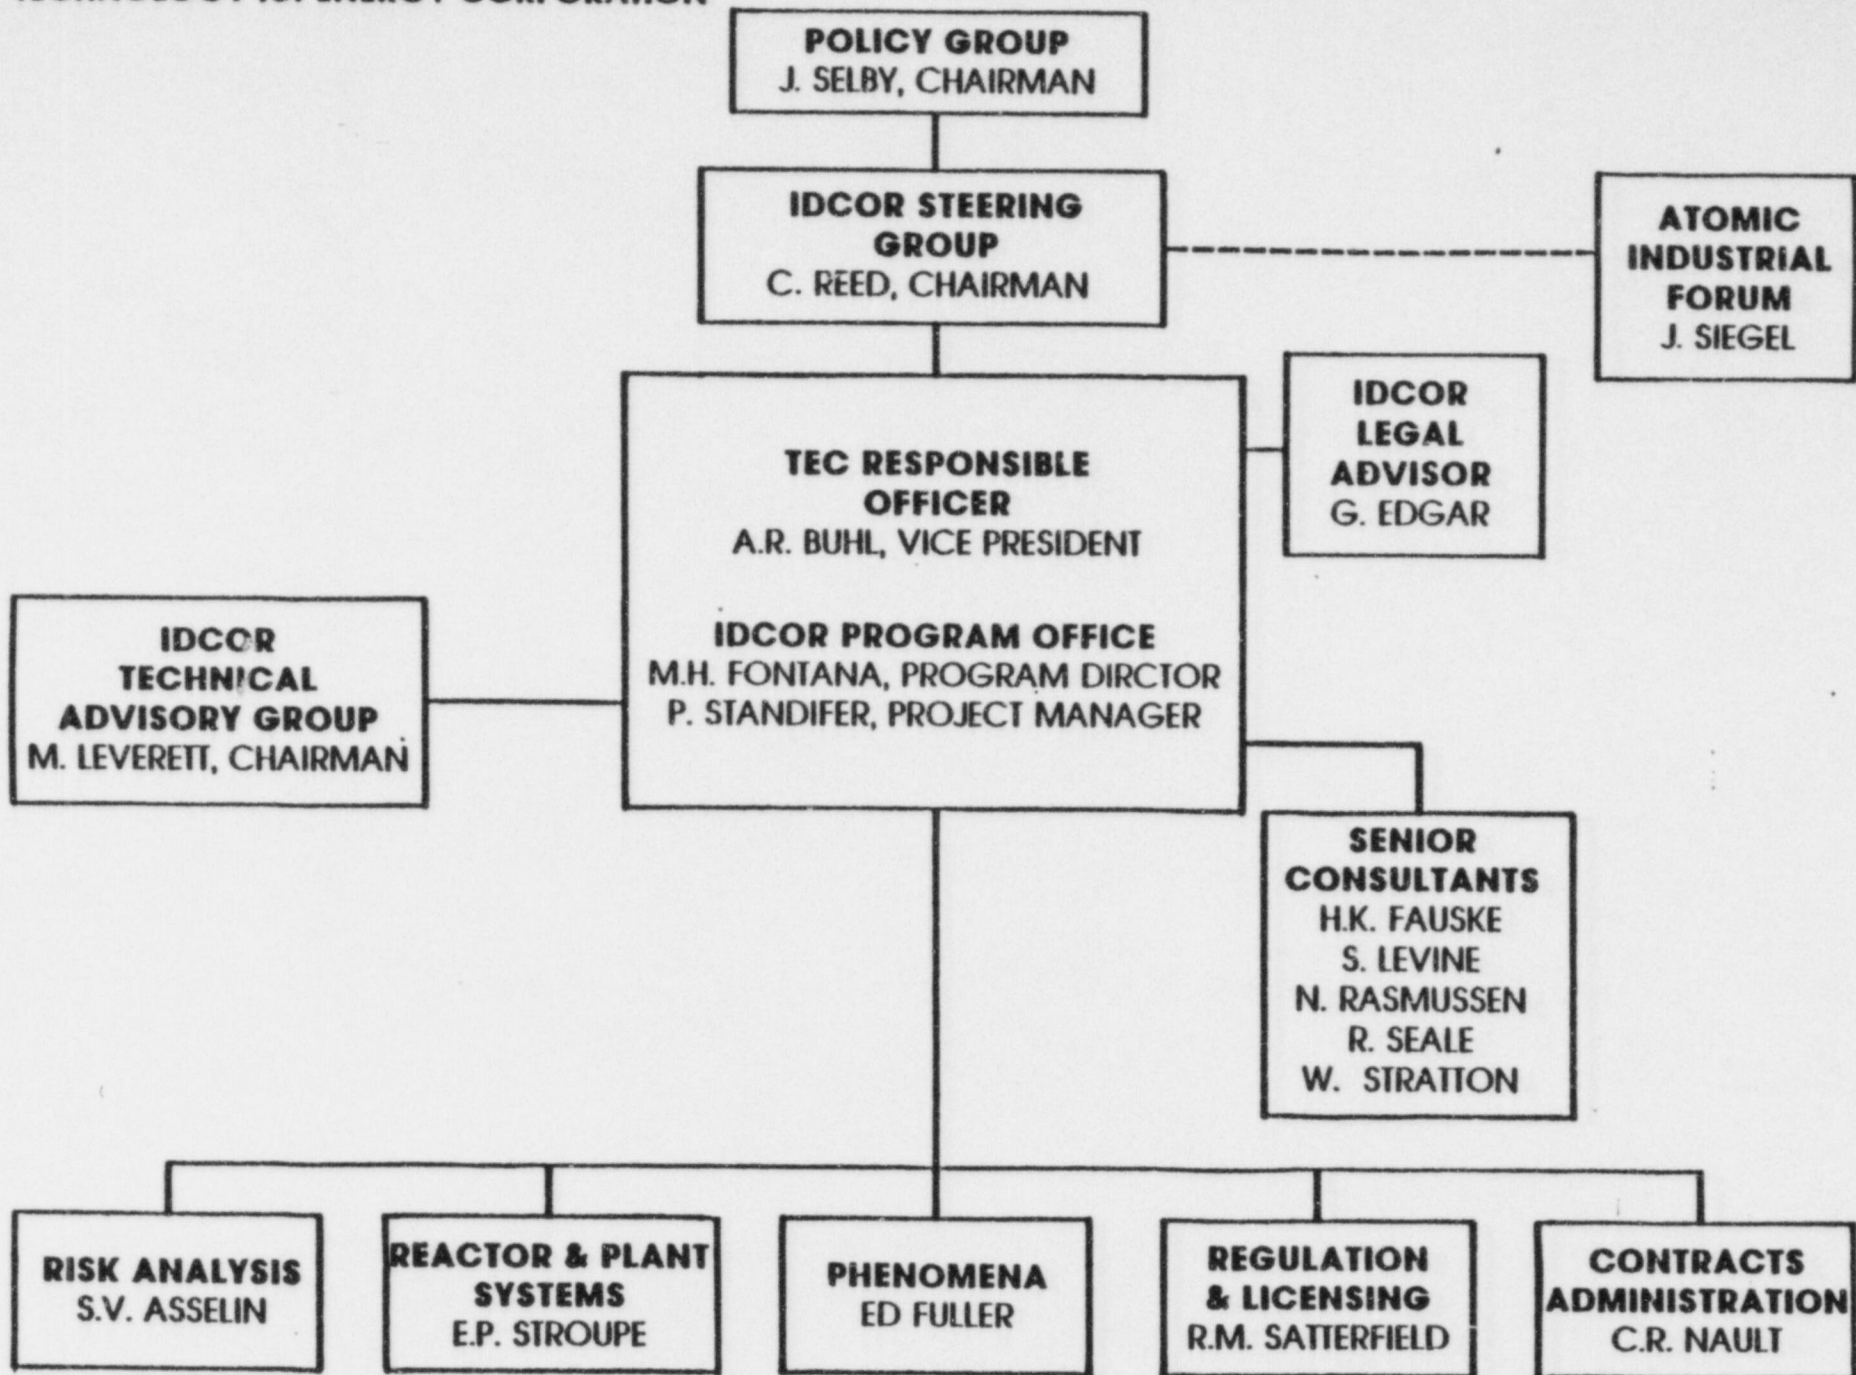 POLICY GROUP
J. SELBY, CHAIRMAN
IDCOR STEERING
GROUP
C. REED, CHAIRMAN
ATOMIC
INDUSTRIAL
FORUM
J. SIEGEL
IDCOR
LEGAL
ADVISOR
G. EDGAR
TEC RESPONSIBLE
OFFICER
A.R. BUHL, VICE PRESIDENT
IDCOR PROGRAM OFFICE
M.H. FONTANA, PROGRAM DIRCTOR
P. STANDIFER, PROJECT MANAGER
IDCOR
TECHNICAL
ADVISORY GROUP
M. LEVERETT, CHAIRMAN
SENIOR
CONSULTANTS
H.K. FAUSKE
S. LEVINE
N. RASMUSSEN
R. SEALE
W. STRATTON
RISK ANALYSIS
S.V. ASSELIN
REACTOR & PLANT
SYSTEMS
E.P. STROUPE
PHENOMENA
ED FULLER
REGULATION
& LICENSING
R.M. SATTERFIELD
CONTRACTS
ADMINISTRATION
C.R. NAULT